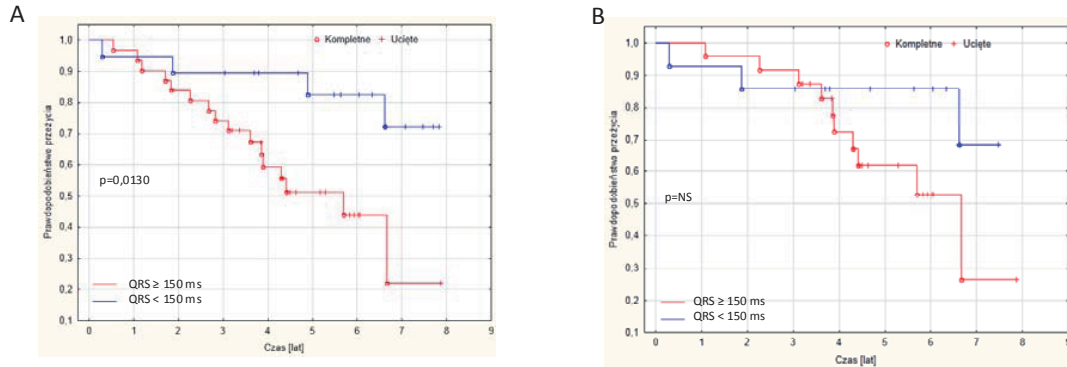 A
1,0
0,9
0,8
0,7
0,6
0,5
0,4
0,3
0,2
0,1
Prawdopodobieństwo przeżycia
Kompletne Ucięte
p=0,0130
QRS ≥ 150 ms
QRS < 150 ms
0 1 2 3 4 5 6 7 8 9
Czas [lat]
B
1,0
0,9
0,8
0,7
0,6
0,5
0,4
0,3
0,2
0,1
Prawdopodobieństwo przeżycia
Kompletne Ucięte
p=NS
QRS ≥ 150 ms
QRS < 150 ms
0 1 2 3 4 5 6 7 8 9
Czas [lat]